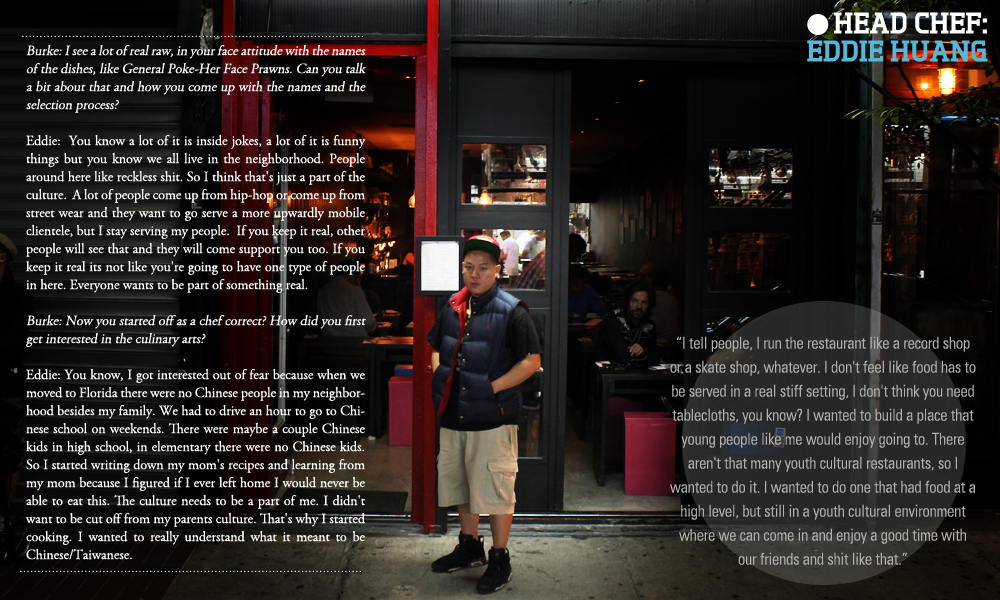 HEAD CHEF:
EDDIE HUANG
Burke: I see a lot of real raw, in your face attitude with the names
of the dishes, like General Poke-Her Face Prawns. Can you talk
a bit about that and how you come up with the names and the
selection process?
Eddie:  You know a lot of it is inside jokes, a lot of it is funny
things but you know we all live in the neighborhood. People
around here like reckless shit. So I think that's just a part of the
culture.  A lot of people come up from hip-hop or come up from
street wear and they want to go serve a more upwardly mobile
clientele, but I stay serving my people.  If you keep it real, other
people will see that and they will come support you too. If you
keep it real its not like you're going to have one type of people
in here. Everyone wants to be part of something real.
Burke: Now you started off as a chef correct? How did you first
get interested in the culinary arts?
Eddie: You know, I got interested out of fear because when we
moved to Florida there were no Chinese people in my neighbor-
hood besides my family. We had to drive an hour to go to Chi-
nese school on weekends. There were maybe a couple Chinese
kids in high school, in elementary there were no Chinese kids.
So I started writing down my mom's recipes and learning from
my mom because I figured if I ever left home I would never be
able to eat this. The culture needs to be a part of me. I didn't
want to be cut off from my parents culture. That's why I started
cooking. I wanted to really understand what it meant to be
Chinese/Taiwanese.
“I tell people, I run the restaurant like a record shop
or a skate shop, whatever. I don't feel like food has to
be served in a real stiff setting, I don't think you need
tablecloths, you know? I wanted to build a place that
young people like me would enjoy going to. There
aren't that many youth cultural restaurants, so I
wanted to do it. I wanted to do one that had food at a
high level, but still in a youth cultural environment
where we can come in and enjoy a good time with
our friends and shit like that.”